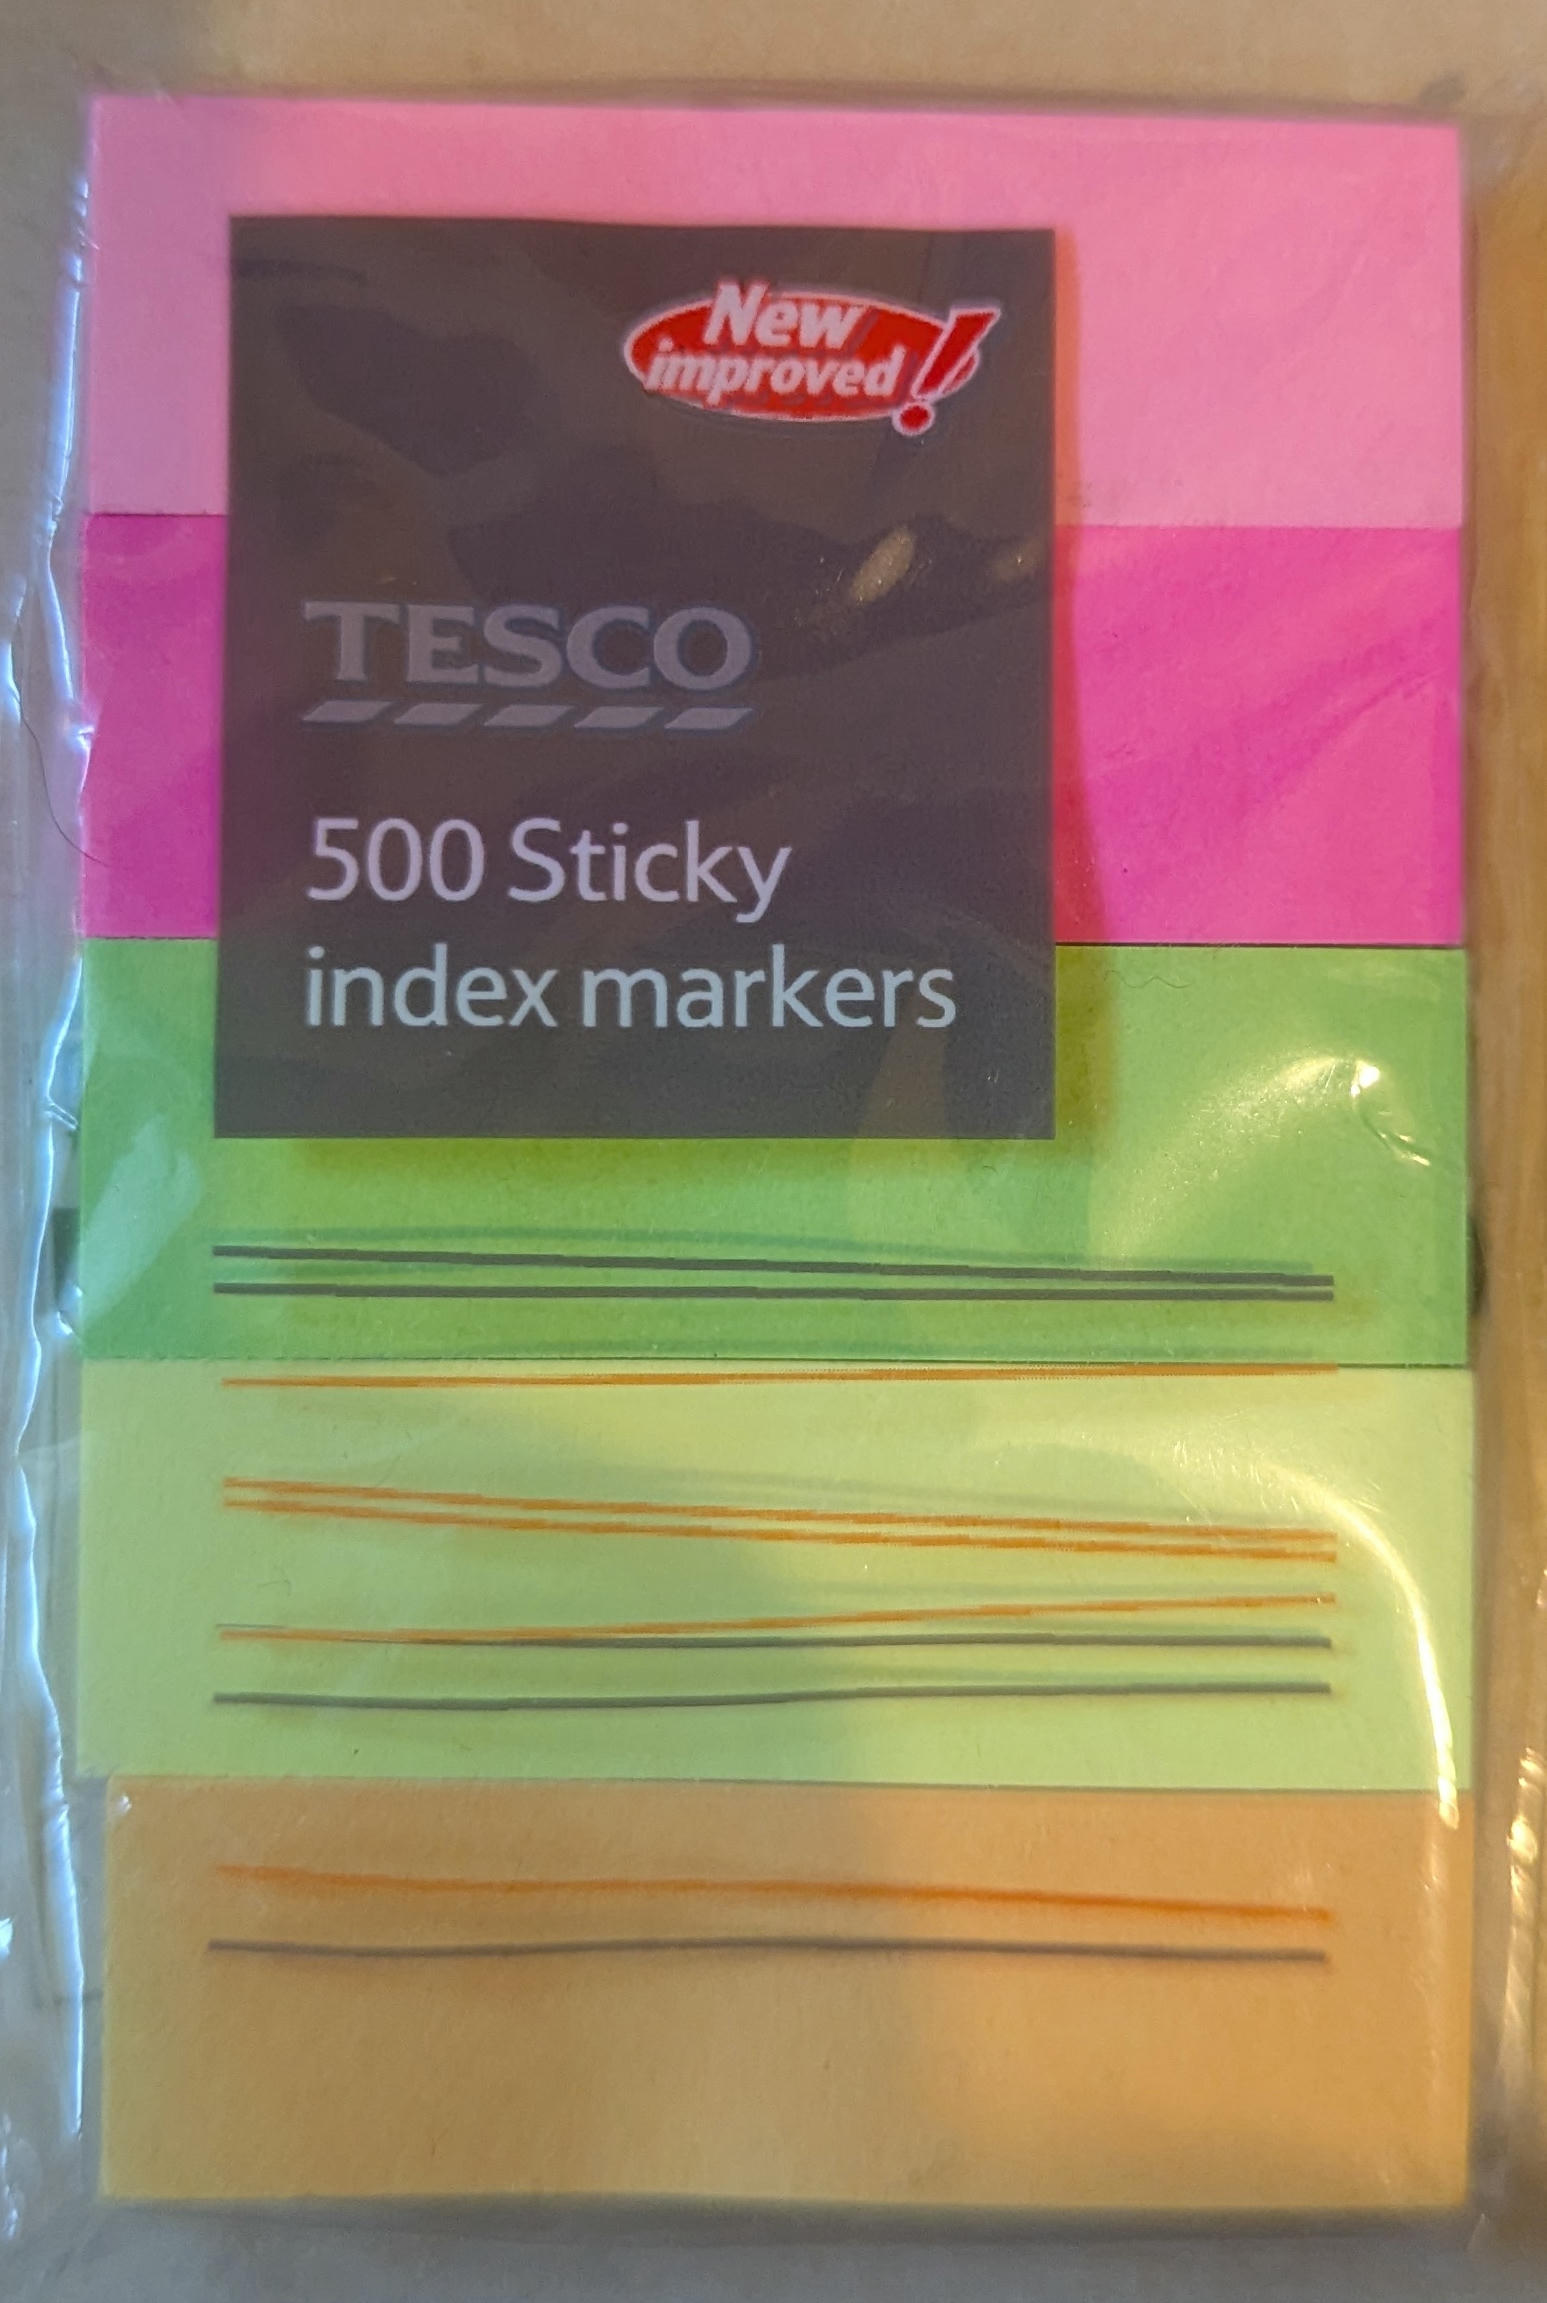 New
improved!
TESCO
500 Sticky
index markers